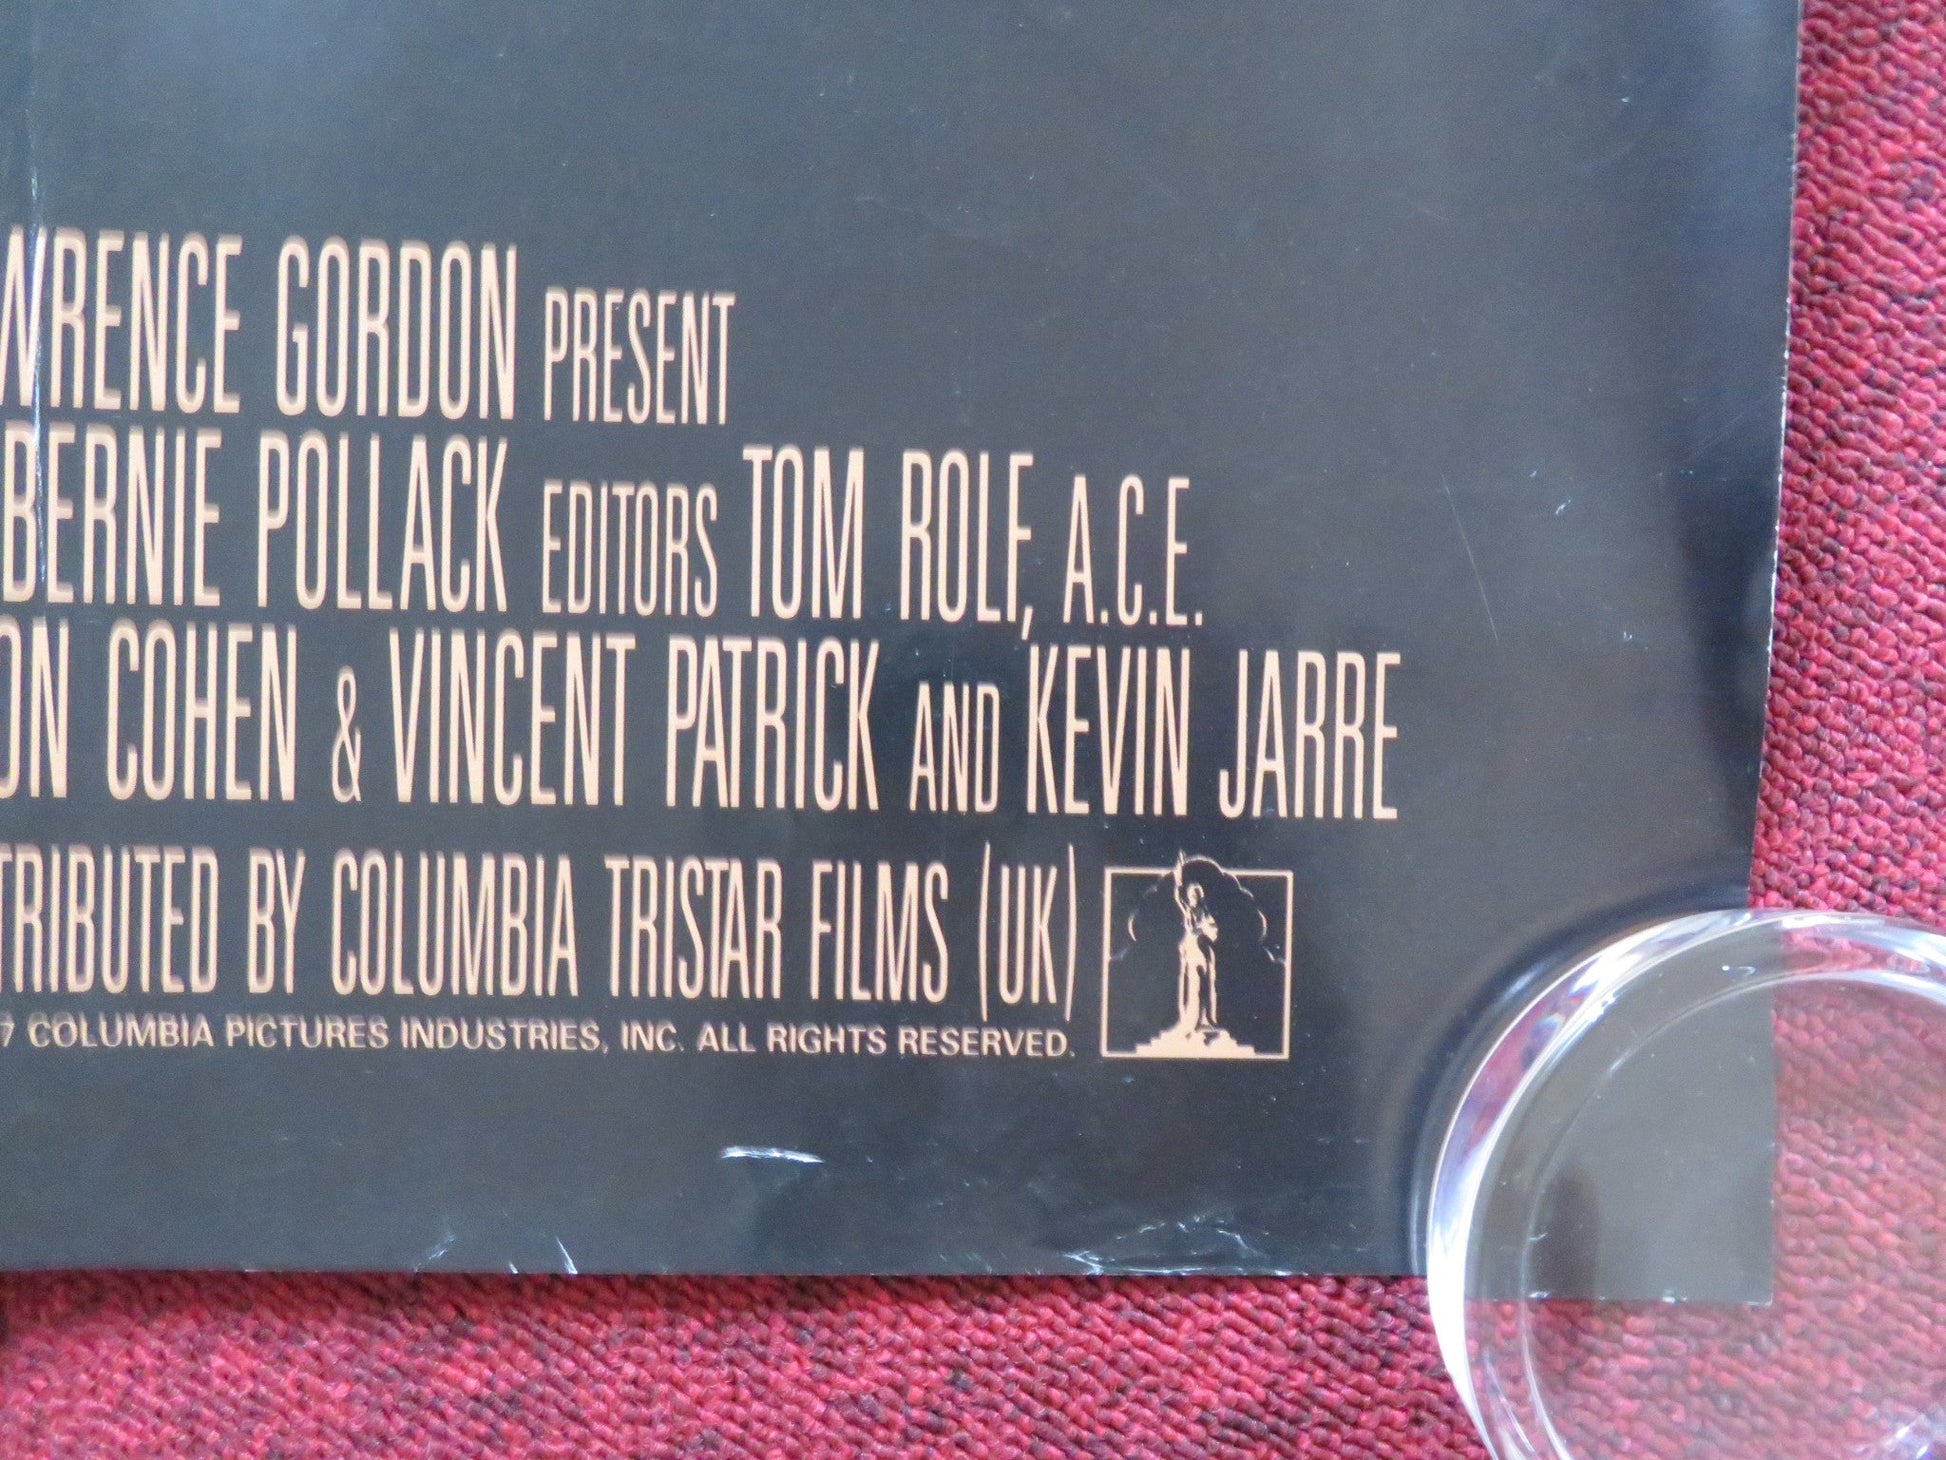 WRENCE GORDON PRESENT
BERNIE POLLACK EDITORS TOM ROLF, A.C.E.
ON COHEN & VINCENT PATRICK AND KEVIN JARRE
TRIBUTED BY COLUMBIA TRISTAR FILMS (UK)
7 COLUMBIA PICTURES INDUSTRIES, INC. ALL RIGHTS RESERVED.